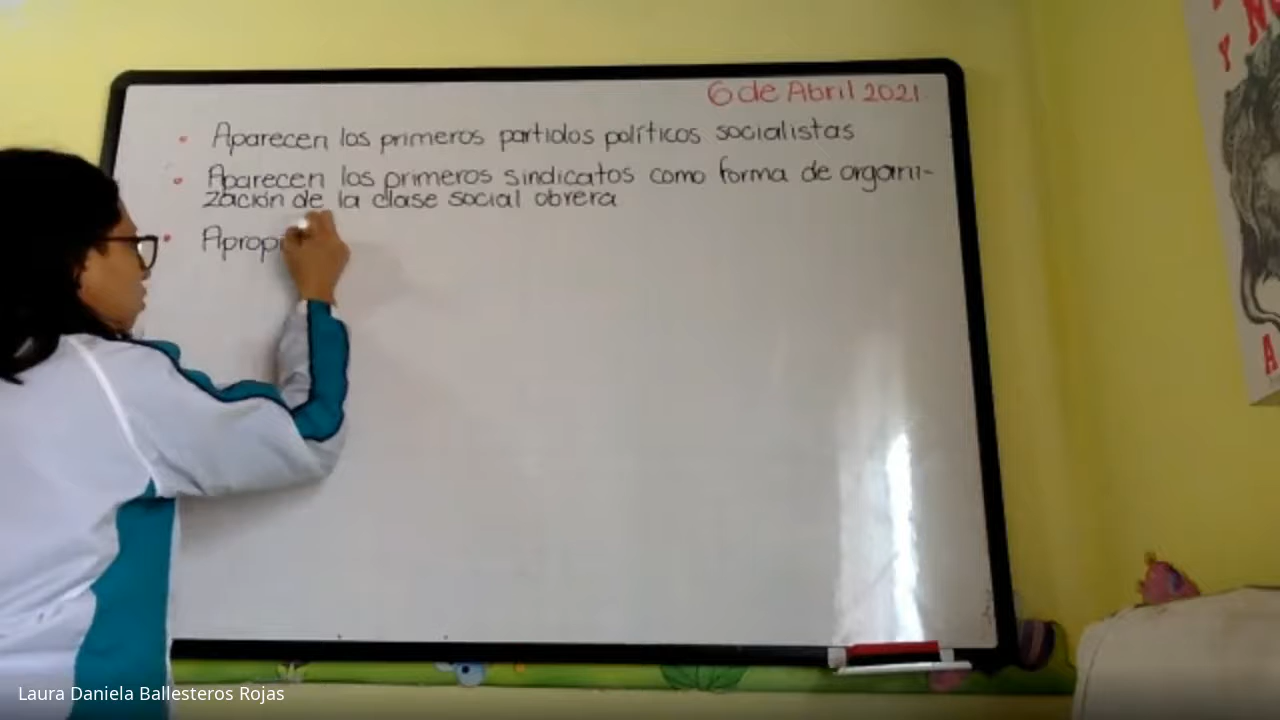 6 de Abril 2021
• Aparecen los primeros partidos políticos socialistas
• Aparecen los primeros sindicatos como forma de organi-
zación de la clase social obrera
• Apropi
Y
A
Laura Daniela Ballesteros Rojas